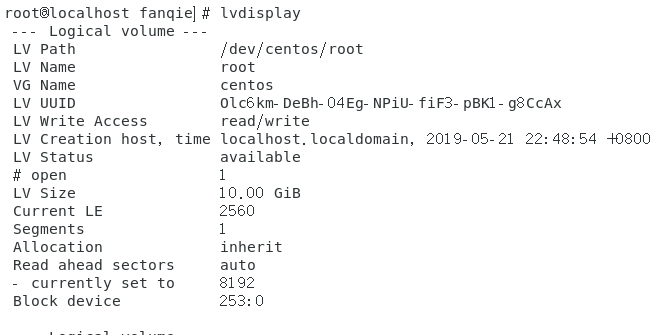 root@localhost fanqie] # lvdisplay
--- Logical volume ---
LV Path /dev/centos/root
LV Name root
VG Name centos
LV UUID Olc6km-DeBh-04Eg-NPiU-fiF3-pBK1-g8CcAx
LV Write Access read/write
LV Creation host, time localhost.localdomain, 2019-05-21 22:48:54 +0800
LV Status available
# open 1
LV Size 10.00 GiB
Current LE 2560
Segments 1
Allocation inherit
Read ahead sectors auto
- currently set to 8192
Block device 253:0